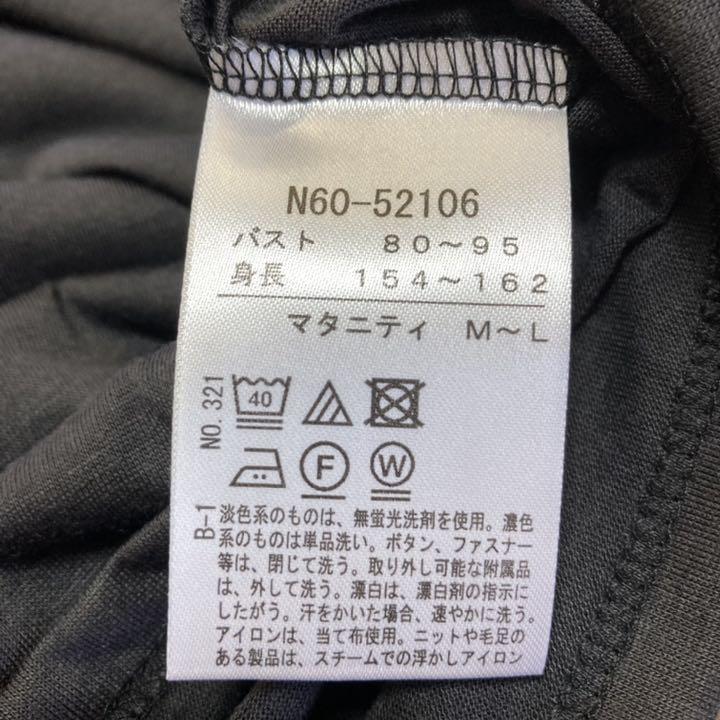 N60-52106
バスト 80～95
身長 154～162
マタニティ M～L
NO. 321
40
F
W
B-1
淡色系のものは、無蛍光洗剤を使用。濃色
系のものは単品洗い。ボタン、ファスナー
等は、閉じて洗う。取り外し可能な附属品
は、外して洗う。漂白は、漂白剤の指示に
したがう。汗をかいた場合、速やかに洗う。
アイロンは、当て布使用。ニットや毛足の
ある製品は、スチームでの浮かしアイロン